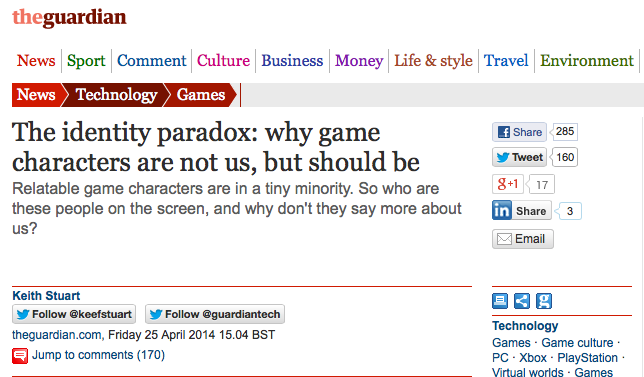 theguardian
News Sport Comment Culture Business Money Life & style Travel Environment
News Technology Games
The identity paradox: why game
characters are not us, but should be
Relatable game characters are in a tiny minority. So who are
these people on the screen, and why don't they say more about
us?
Share 285
Tweet 160
g+1 17
in Share 3
Email
Keith Stuart
Follow @keefstuart Follow @guardiantech
theguardian.com, Friday 25 April 2014 15.04 BST
Jump to comments (170)
Technology
Games · Game culture ·
PC · Xbox · PlayStation ·
Virtual worlds · Games